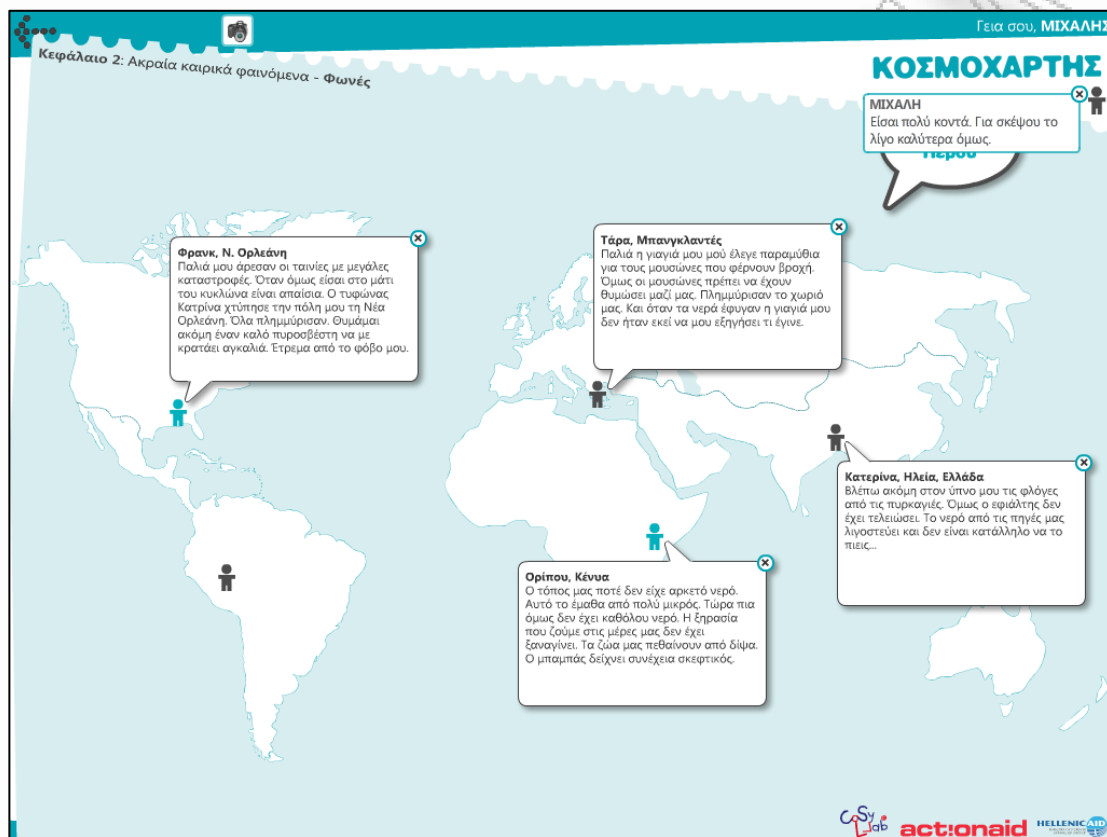 Γεια σου, ΜΙΧΑΛΗΣ
Κεφάλαιο 2: Ακραία καιρικά φαινόμενα - Φωνές
ΚΟΣΜΟΧΑΡΤΗΣ
ΜΙΧΑΛΗ
Είσαι πολύ κοντά. Για σκέψου το
λίγο καλύτερα όμως.
Φρανκ, Ν. Ορλεάνη
Παλιά μου άρεσαν οι ταινίες με μεγάλες
καταστροφές. Όταν όμως είσαι στο μάτι
του κυκλώνα είναι απαίσια. Ο τυφώνας
Κατρίνα χτύπησε την πόλη μου τη Νέα
Ορλεάνη. Όλα πλημμύρισαν. Θυμάμαι
ακόμη έναν καλό πυροσβέστη να με
κρατάει αγκαλιά. Έτρεμα από το φόβο μου.
Τάρα, Μπανγκλαντές
Παλιά η γιαγιά μου μού έλεγε παραμύθια
για τους μουσώνες που φέρνουν βροχή.
Όμως οι μουσώνες πρέπει να έχουν
θυμώσει μαζί μας. Πλημμύρισαν το χωριό
μας. Και όταν τα νερά έφυγαν η γιαγιά μου
δεν ήταν εκεί να μου εξηγήσει τι έγινε.
Κατερίνα, Ηλεία, Ελλάδα
Βλέπω ακόμη στον ύπνο μου τις φλόγες
από τις πυρκαγιές. Όμως ο εφιάλτης δεν
έχει τελειώσει. Το νερό από τις πηγές μας
λιγοστεύει και δεν είναι κατάλληλο να το
πιεις...
Ορίπου, Κένυα
Ο τόπος μας ποτέ δεν είχε αρκετό νερό.
Αυτό το έμαθα από πολύ μικρός. Τώρα πια
όμως δεν έχει καθόλου νερό. Η ξηρασία
που ζούμε στις μέρες μας δεν έχει
ξαναγίνει. Τα ζώα μας πεθαίνουν από δίψα.
Ο μπαμπάς δείχνει συνέχεια σκεφτικός.
CoSy Lab
act:onaid
HELLENIC AID